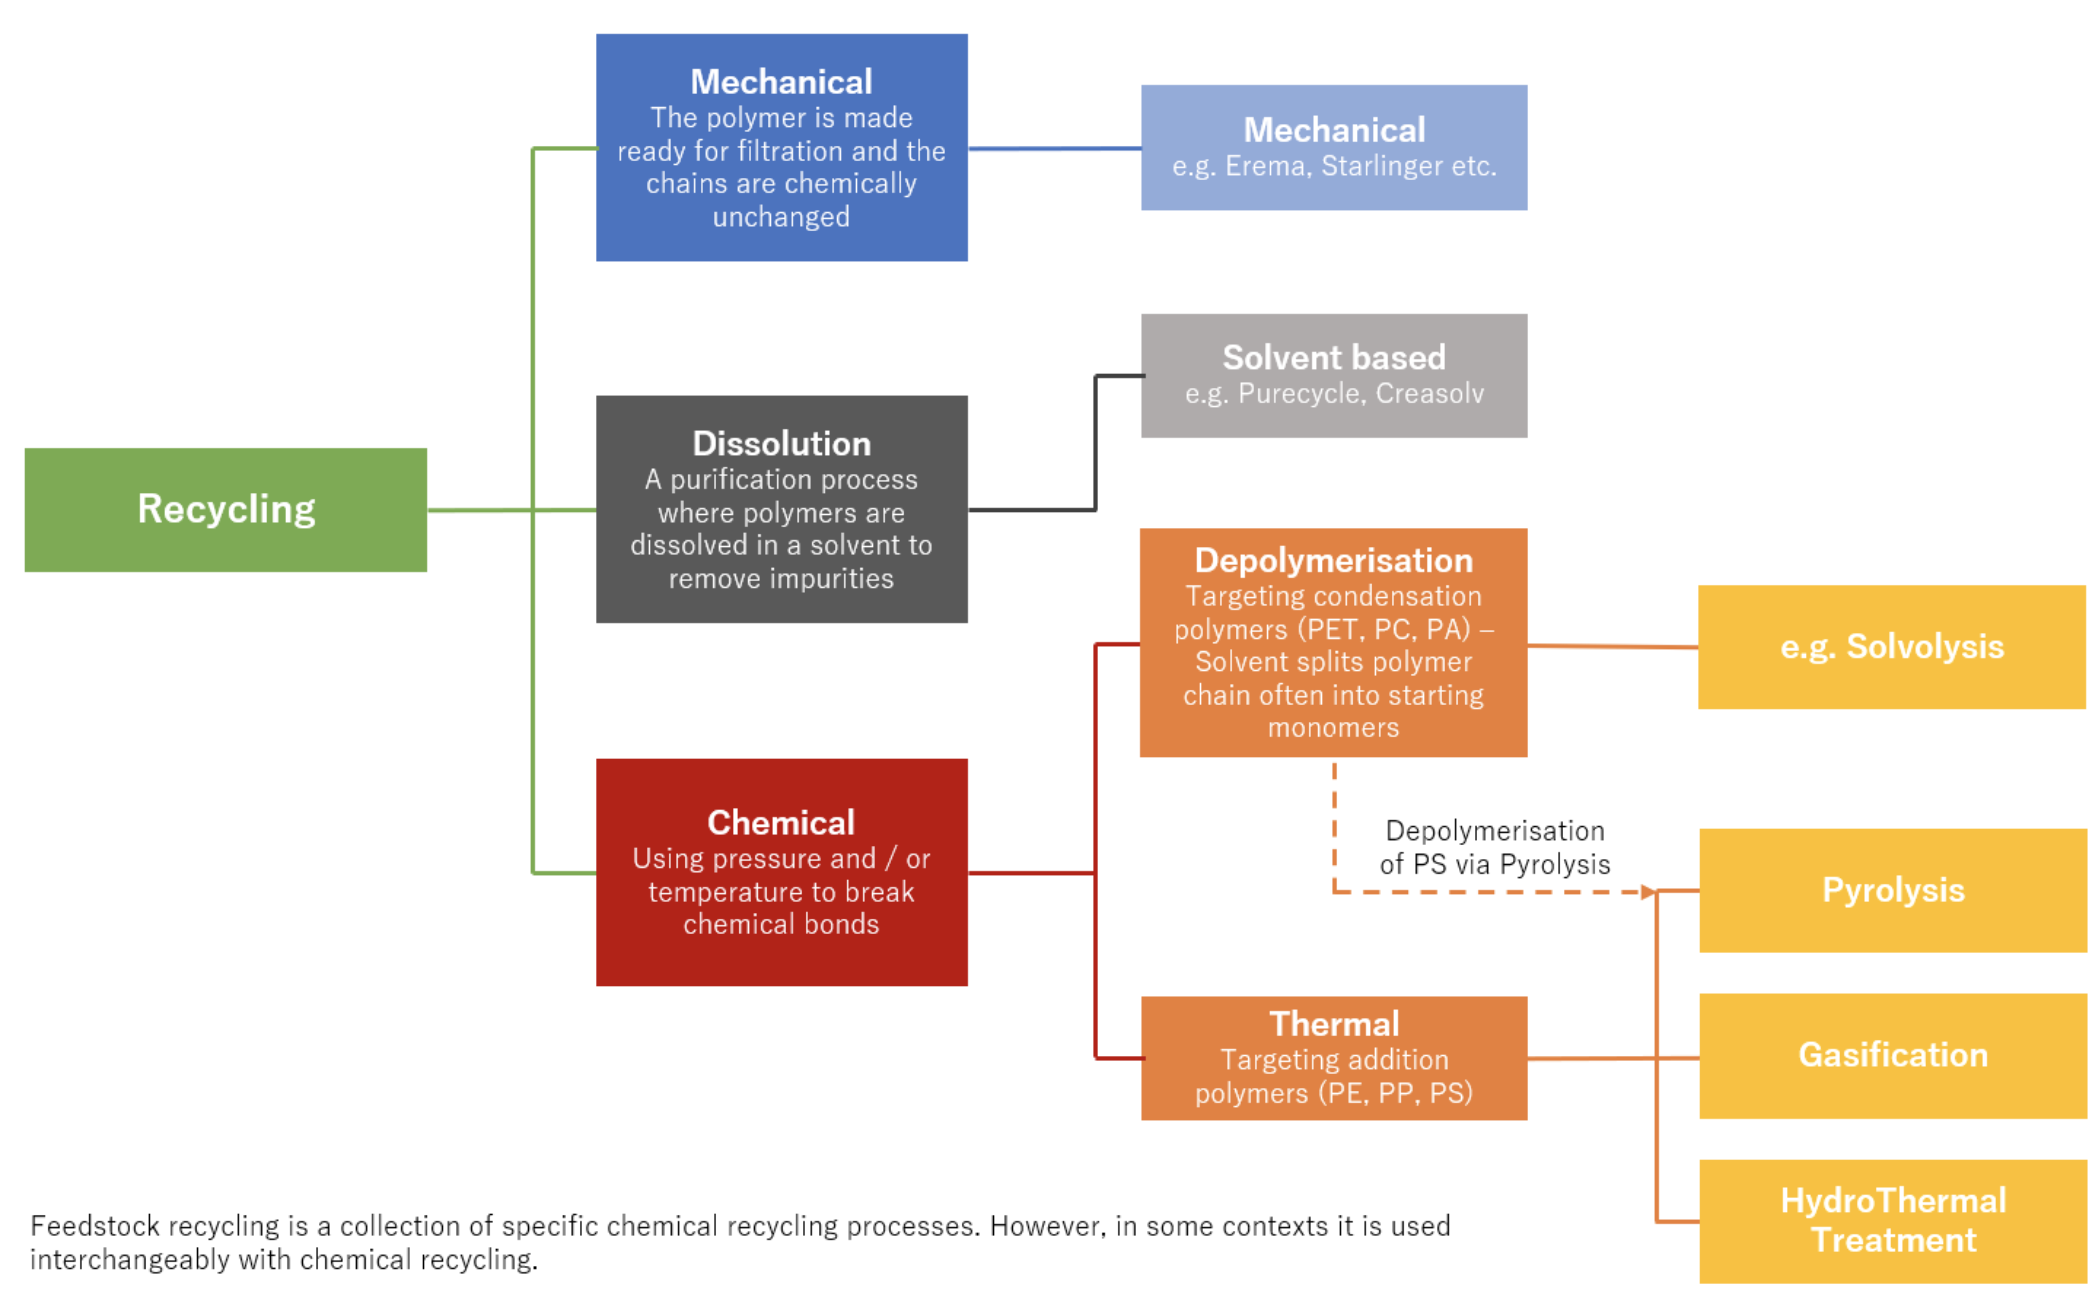 Mechanical
The polymer is made
ready for filtration and the
chains are chemically
unchanged
Mechanical
e.g. Erema, Starlinger etc.
Solvent based
e.g. Purecycle, Creasolv
Dissolution
A purification process
where polymers are
dissolved in a solvent to
remove impurities
Recycling
Depolymerisation
Targeting condensation
polymers (PET, PC, PA) –
Solvent splits polymer
chain often into starting
monomers
e.g. Solvolysis
Chemical
Using pressure and / or
temperature to break
chemical bonds
Depolymerisation
of PS via Pyrolysis
Pyrolysis
Thermal
Targeting addition
polymers (PE, PP, PS)
Gasification
HydroThermal
Treatment
Feedstock recycling is a collection of specific chemical recycling processes. However, in some contexts it is used
interchangeably with chemical recycling.